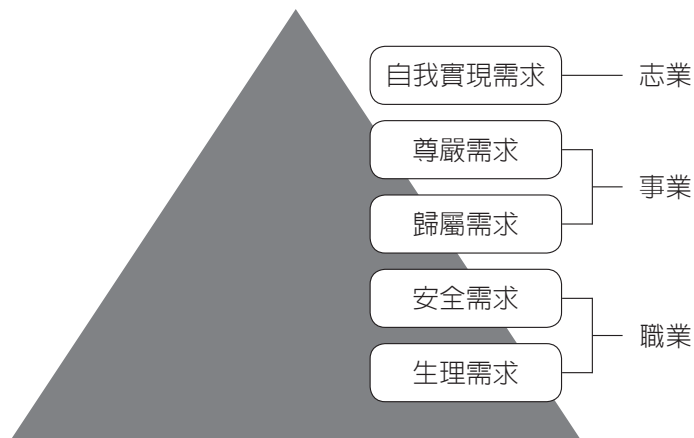 自我實現需求
志業
尊嚴需求
事業
歸屬需求
安全需求
職業
生理需求